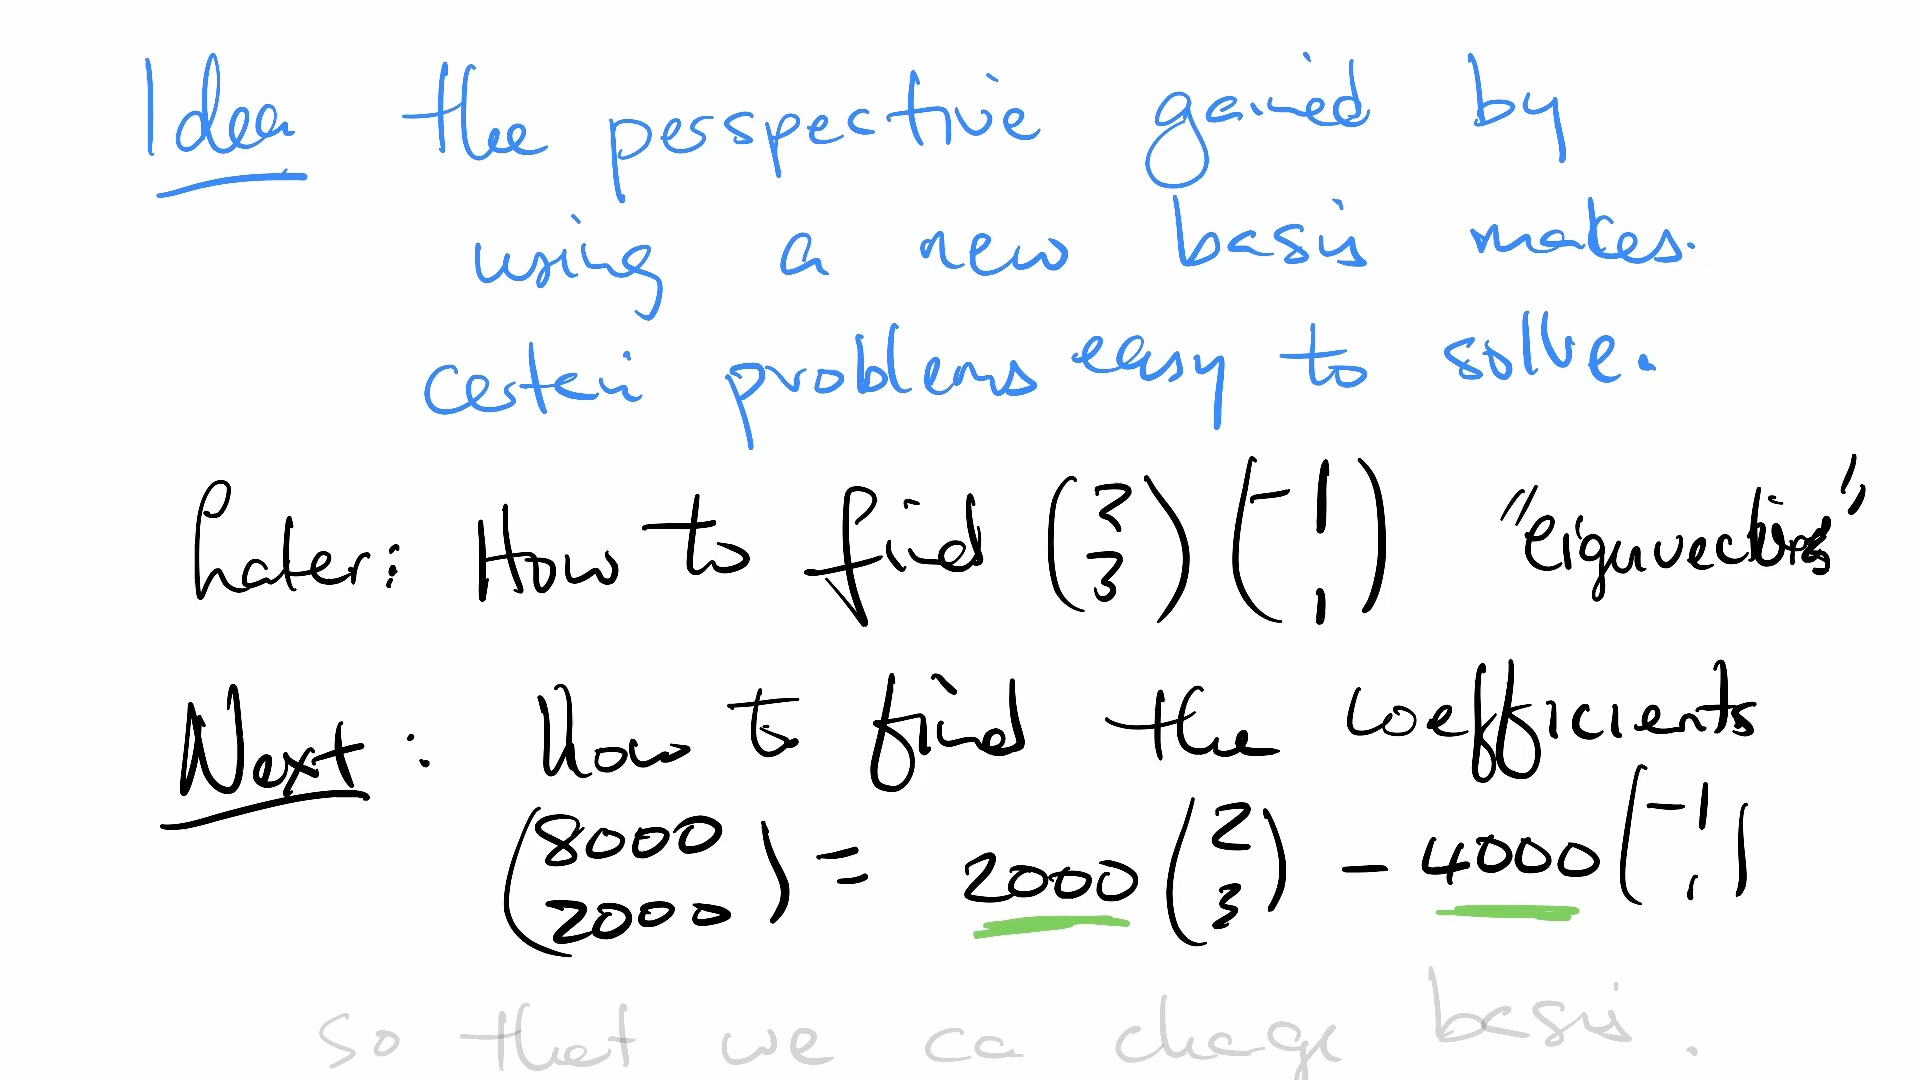 Idea the perspective gained by
using a new basis makes.
certain problems easy to solve.
Later: How to find (2 3) (-1 1) "eigenvectors"
Next: how to find the coefficients
(8000 2000) = 2000 (2 3) - 4000 (-1 1)
so that we ca change basis.